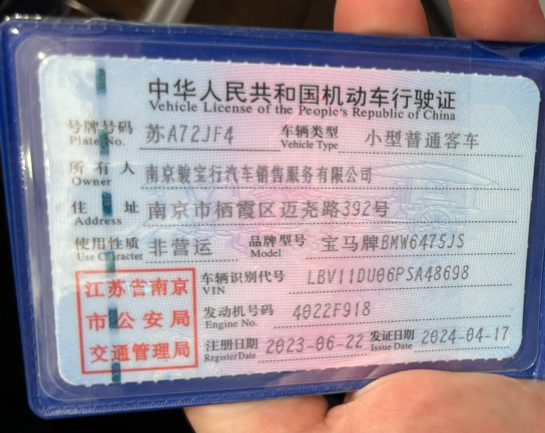 中华人民共和国机动车行驶证
Vehicle License of the People's Republic of China
号牌号码 苏A72JF4 车辆类型 小型普通客车
Plate No. Vehicle Type
所有人 南京骏宝行汽车销售服务有限公司
Owner
住址 南京市栖霞区迈尧路392号
Address
使用性质 非营运 品牌型号 宝马牌BMW6475JS
Use Character Model
江苏省南京
市公安局
交通管理局
车辆识别代号 LBV11DU06PSA48698
VIN
发动机号码 4022F918
Engine No.
注册日期 2023-06-22 发证日期 2024-04-17
Register Date Issue Date